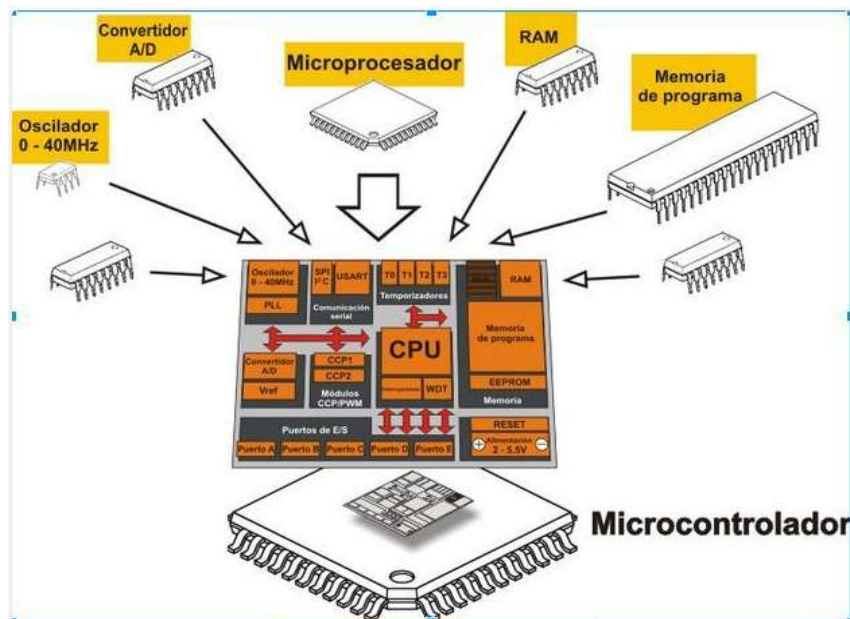 Convertidor
A/D
Microprocesador
RAM
Memoria
de programa
Oscilador
0 - 40MHz
Oscilador
0 - 40MHz
PLL
SPI
I²C
USART
Comunicación
serial
T0 T1 T2 T3
Temporizadores
RAM
Memoria
de programa
EEPROM
Memoria
CPU
WDT
Convertidor
A/D
Vref
CCP1
CCP2
Módulos
CCP/PWM
Puertos de E/S
Puerto A Puerto B Puerto C Puerto D Puerto E
RESET
+ Alimentación -
2 - 5.5V
Microcontrolador